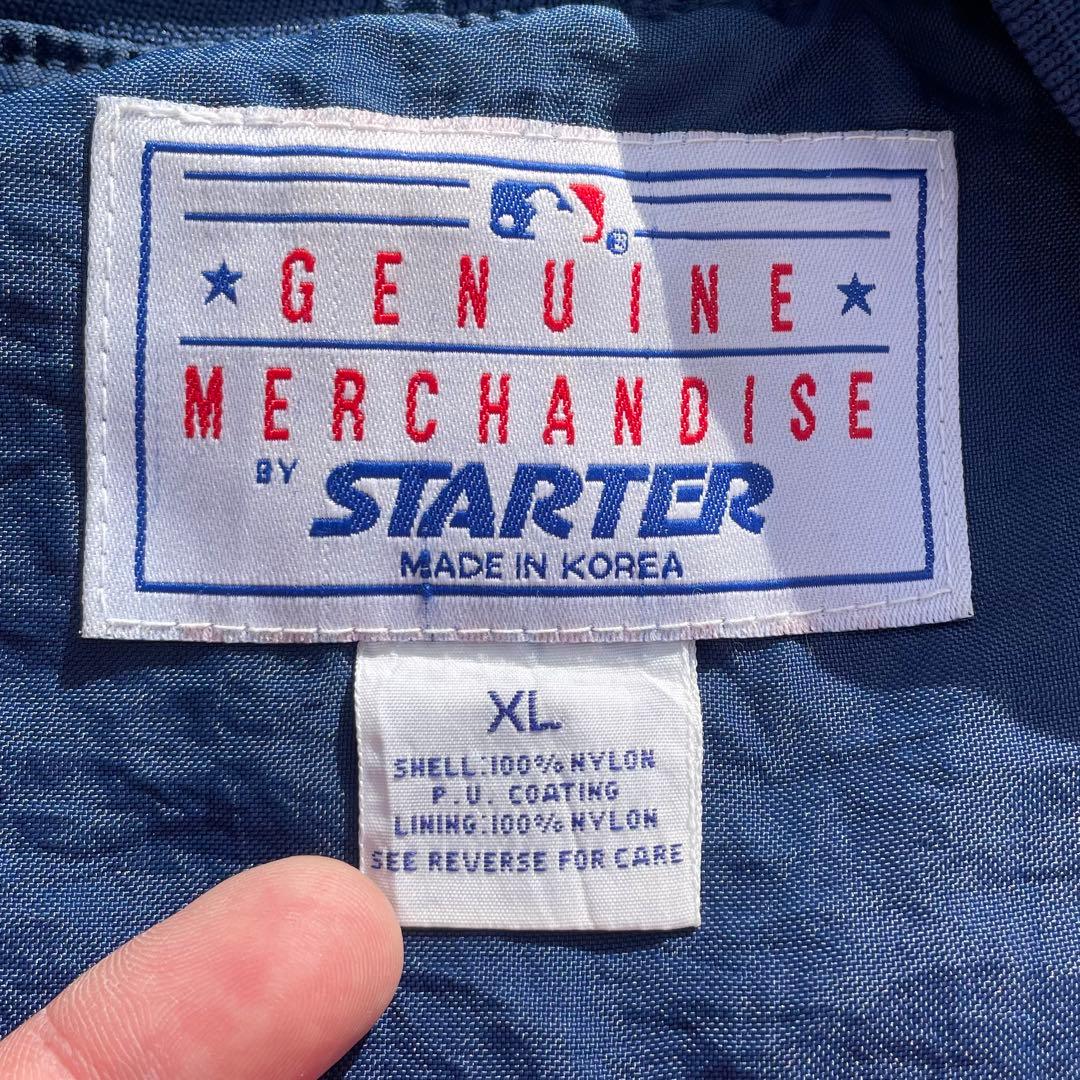 GENUINE
MERCHANDISE
BY STARTER
MADE IN KOREA
XL
SHELL:100% NYLON
P.U. COATING
LINING:100% NYLON
SEE REVERSE FOR CARE